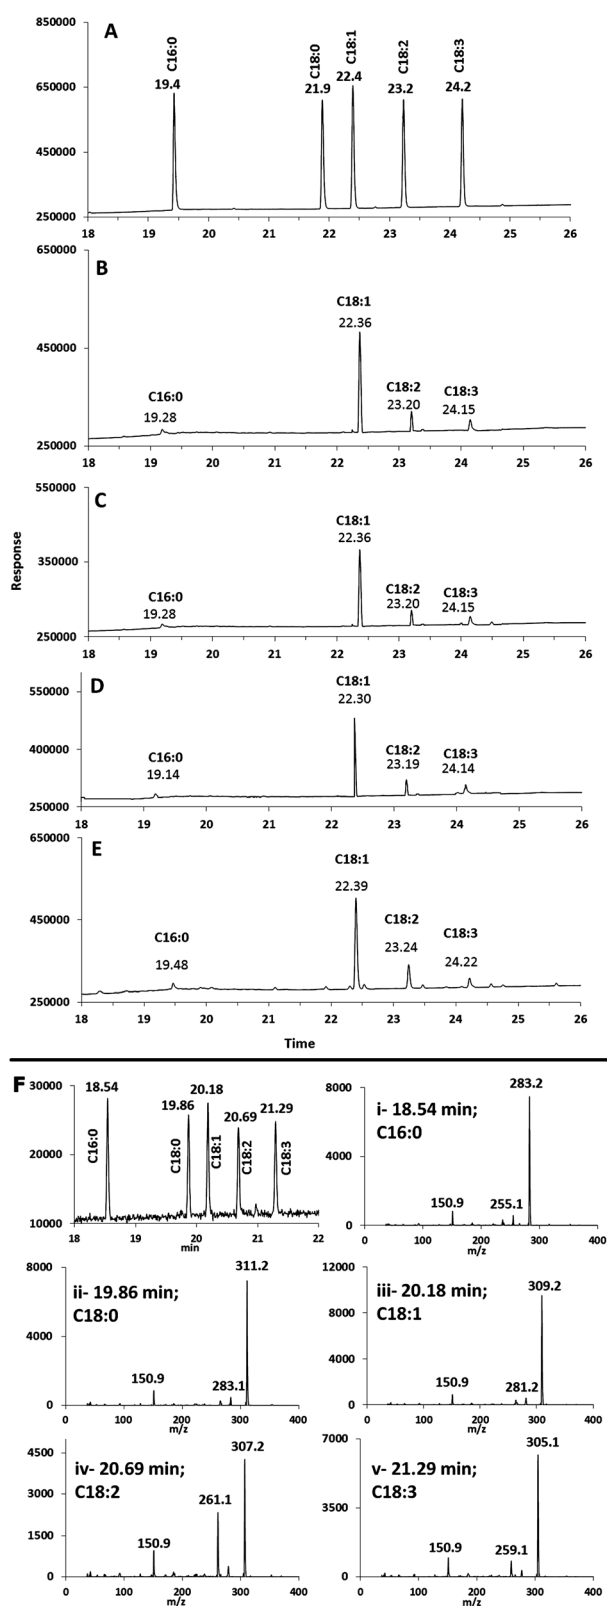 A
C16:0
19.4
C18:0
21.9
C18:1
22.4
C18:2
23.2
C18:3
24.2
850000
650000
450000
250000
18 19 20 21 22 23 24 25 26
B
650000
450000
250000
C16:0
19.28
C18:1
22.36
C18:2
23.20
C18:3
24.15
18 19 20 21 22 23 24 25 26
C
550000
350000
250000
C16:0
19.28
C18:1
22.36
C18:2
23.20
C18:3
24.15
18 19 20 21 22 23 24 25 26
Response
D
550000
400000
250000
C16:0
19.14
C18:1
22.30
C18:2
23.19
C18:3
24.14
18 19 20 21 22 23 24 25 26
E
650000
450000
250000
C16:0
19.48
C18:1
22.39
C18:2
23.24
C18:3
24.22
18 19 20 21 22 23 24 25 26
Time
F
30000
20000
10000
18.54
C16:0
19.86
C18:0
20.18
C18:1
20.69
C18:2
21.29
C18:3
18 19 20 21 22
min
i- 18.54 min;
C16:0
8000
4000
0
150.9
255.1
283.2
0 100 200 300 400
m/z
ii- 19.86 min;
C18:0
8000
4000
0
150.9
283.1
311.2
0 100 200 300 400
m/z
iii- 20.18 min;
C18:1
12000
8000
4000
0
150.9
281.2
309.2
0 100 200 300 400
m/z
iv- 20.69 min;
C18:2
4500
3000
1500
0
150.9
261.1
307.2
0 100 200 300 400
m/z
v- 21.29 min;
C18:3
7000
3500
0
150.9
259.1
305.1
0 100 200 300 400
m/z